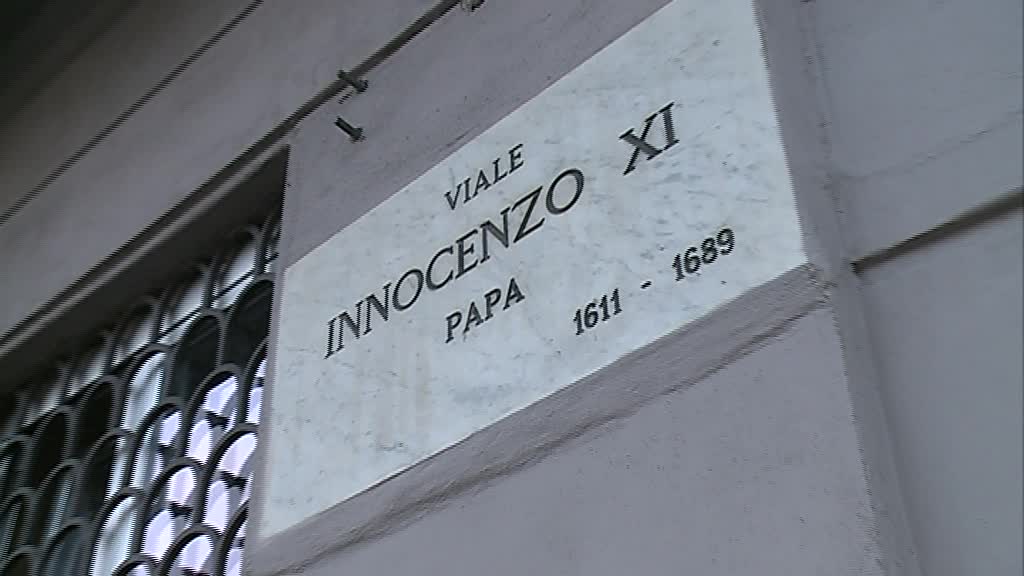 VIALE
INNOCENZO XI
PAPA 1611 - 1689